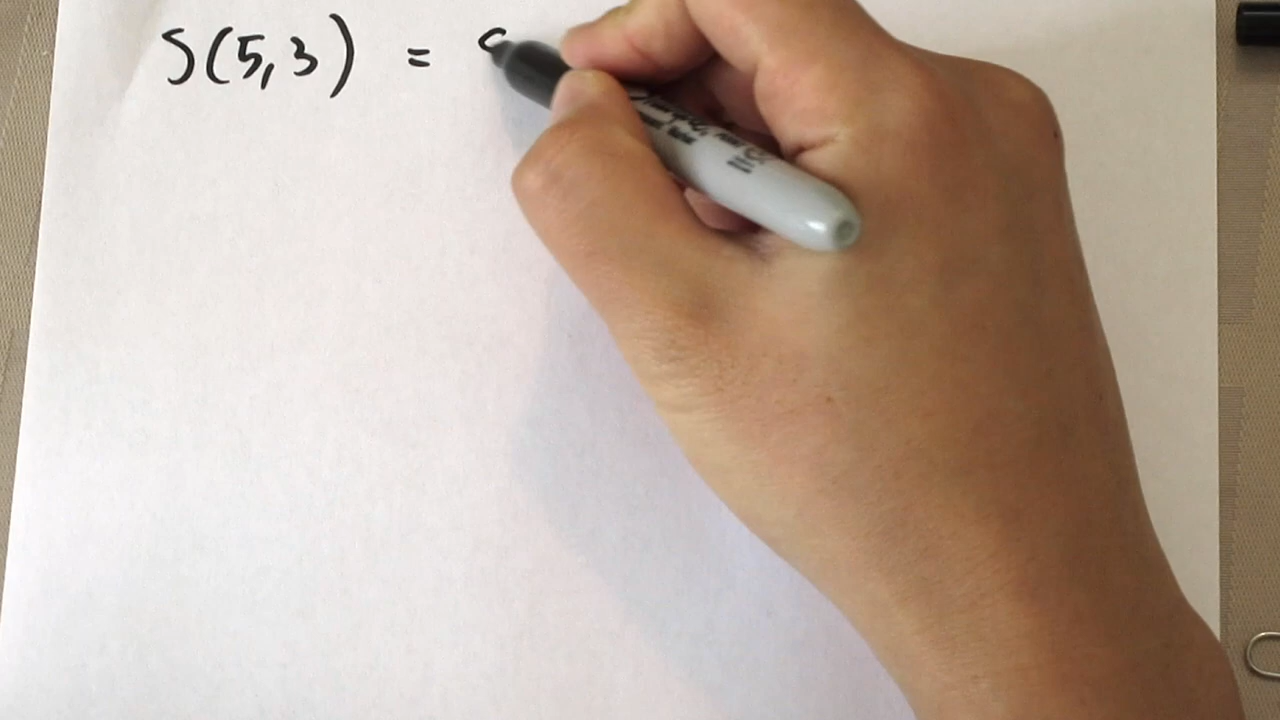 S(5,3) =